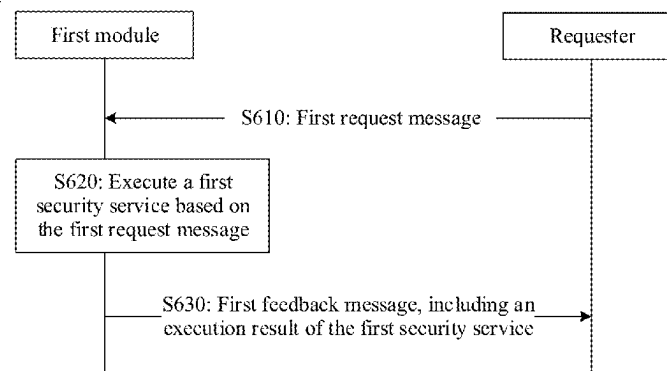 First module
Requester
S610: First request message
S620: Execute a first
security service based on
the first request message
S630: First feedback message, including an
execution result of the first security service